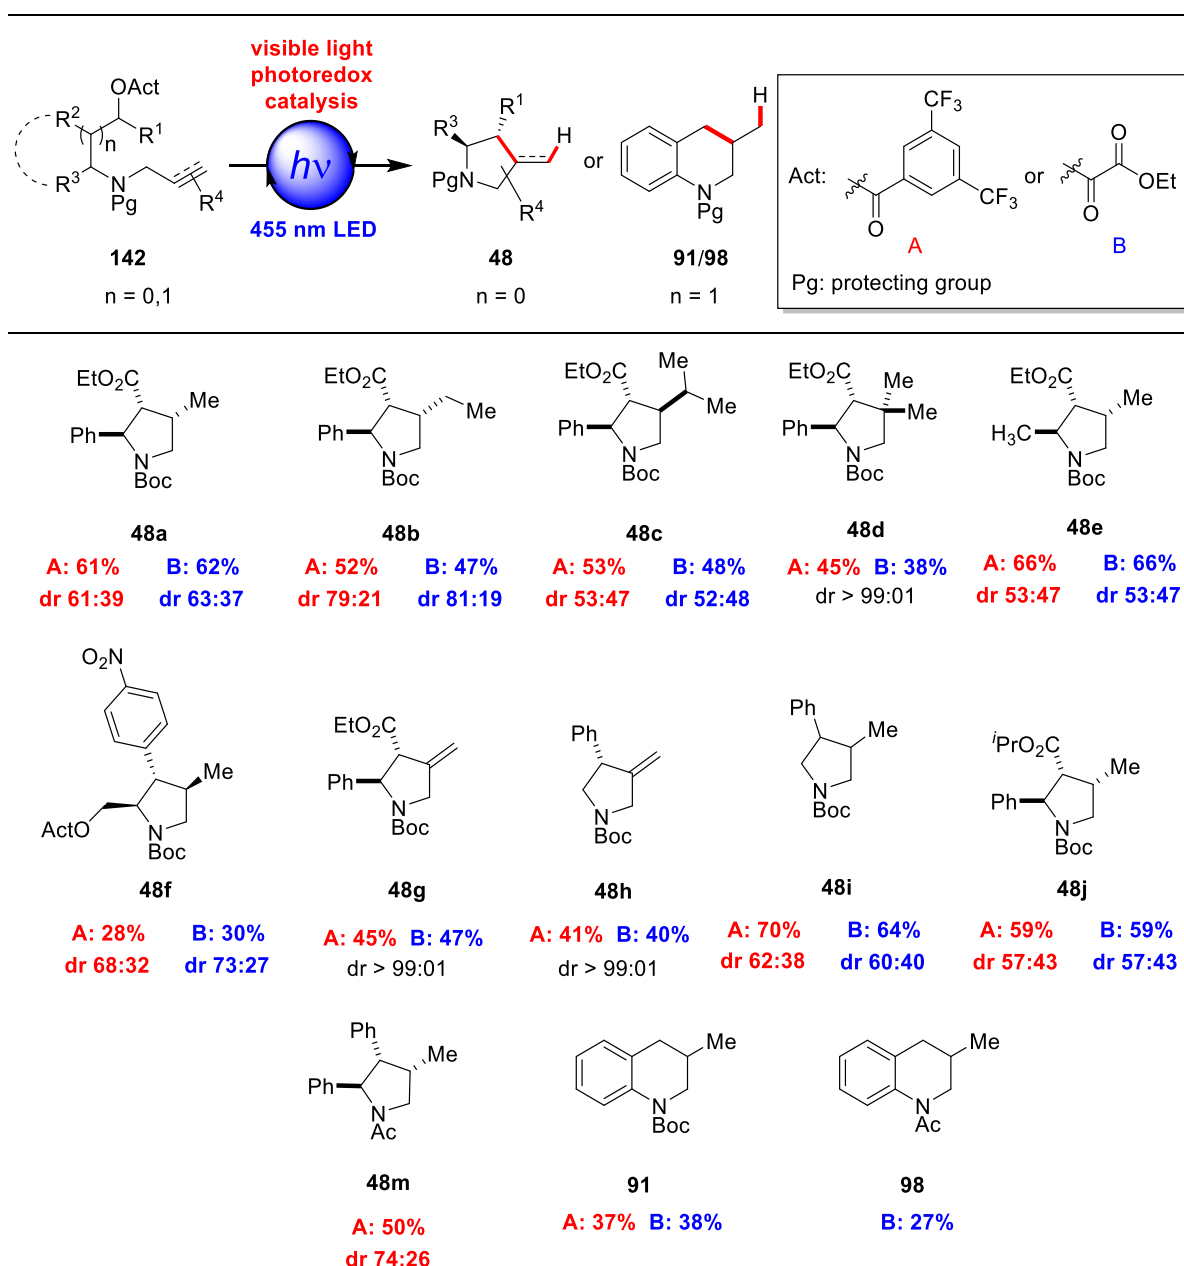 visible light
photoredox
catalysis
OAct
R²
n
R¹
R³
N
Pg
R⁴
hν
455 nm LED
R³
R¹
H
PgN
R⁴
or
H
N
Pg
142
48
91/98
n = 0,1
n = 0
n = 1
Act:
CF₃
CF₃
O
A
or
O
O
OEt
B
Pg: protecting group
EtO₂C
Me
Ph
N
Boc
EtO₂C
Me
Ph
N
Boc
EtO₂C
Me
Me
Ph
N
Boc
EtO₂C
Me
Me
Ph
N
Boc
EtO₂C
Me
H₃C
N
Boc
48a
48b
48c
48d
48e
A: 61% B: 62%
dr 61:39 dr 63:37
A: 52% B: 47%
dr 79:21 dr 81:19
A: 53% B: 48%
dr 53:47 dr 52:48
A: 45% B: 38%
dr > 99:01
A: 66% B: 66%
dr 53:47 dr 53:47
O₂N
Me
ActO
N
Boc
EtO₂C
Ph
N
Boc
Ph
N
Boc
Ph
Me
N
Boc
ⁱPrO₂C
Me
Ph
N
Boc
48f
48g
48h
48i
48j
A: 28% B: 30%
dr 68:32 dr 73:27
A: 45% B: 47%
dr > 99:01
A: 41% B: 40%
dr > 99:01
A: 70% B: 64%
dr 62:38 dr 60:40
A: 59% B: 59%
dr 57:43 dr 57:43
Ph
Me
Ph
N
Ac
Me
N
Boc
Me
N
Ac
48m
91
98
A: 50%
dr 74:26
A: 37% B: 38%
B: 27%